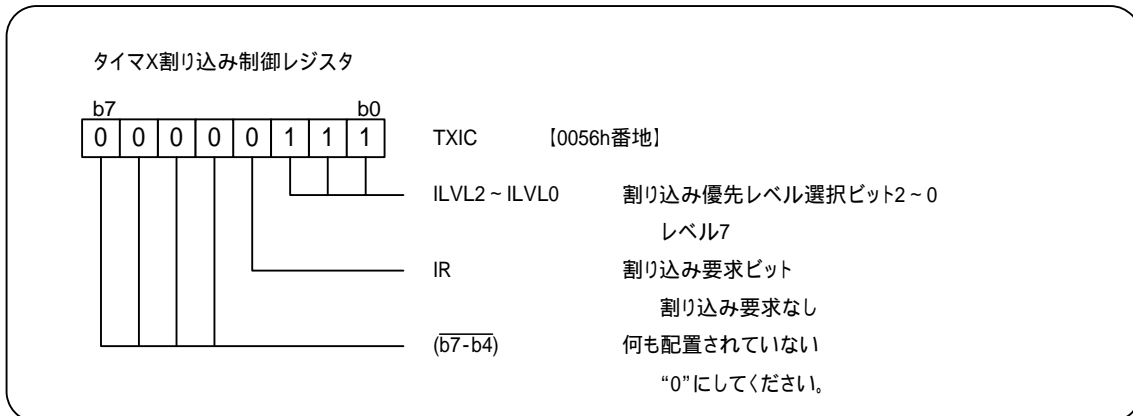 タイマX割り込み制御レジスタ
b7 b0
0 0 0 0 0 1 1 1 TXIC 【0056h番地】
ILVL2~ILVL0 割り込み優先レベル選択ビット2~0
レベル7
IR 割り込み要求ビット
割り込み要求なし
(b7-b4) 何も配置されていない
“0”にしてください。